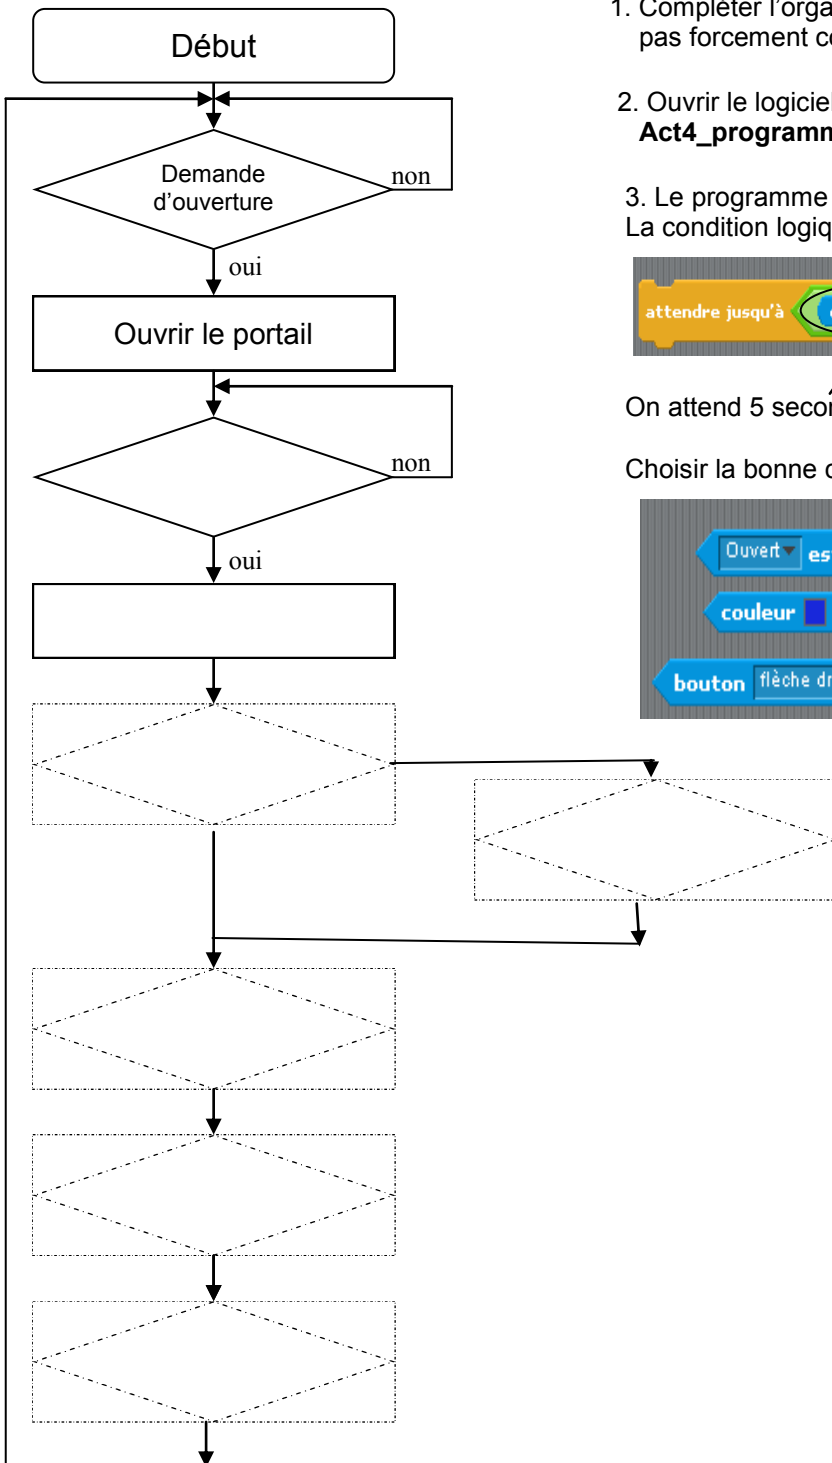 Début
Demande
d’ouverture
non
oui
Ouvrir le portail
non
oui
1. Compléter l’orga
pas forcement co
2. Ouvrir le logiciel
Act4_programm
3. Le programme
La condition logiq
attendre jusqu'à
On attend 5 secon
Choisir la bonne c
Ouvert
es
couleur
bouton flèche dr